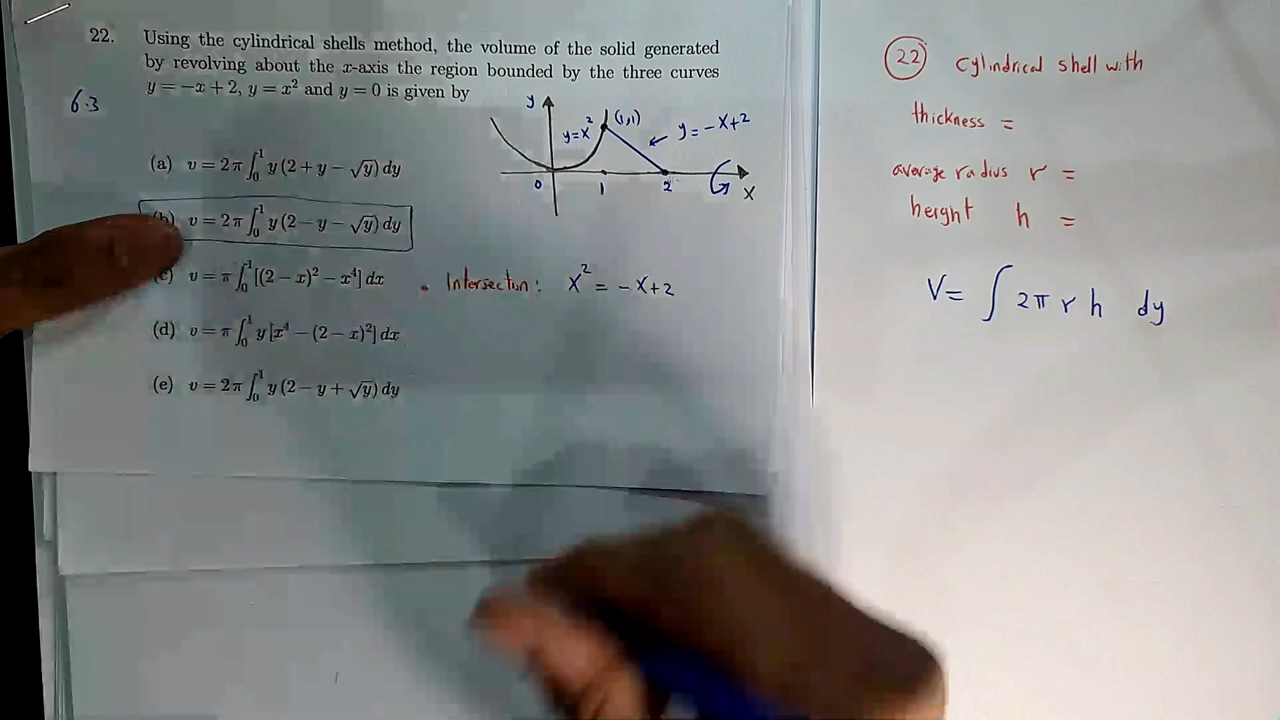 22. Using the cylindrical shells method, the volume of the solid generated
by revolving about the x-axis the region bounded by the three curves
y = −x + 2, y = x² and y = 0 is given by
6.3
(a) v = 2π ∫₀¹ y (2 + y − √y) dy
(b) v = 2π ∫₀¹ y (2 − y − √y) dy
(c) v = π ∫₀¹ [(2 − x)² − x⁴] dx
(d) v = π ∫₀¹ y [x⁴ − (2 − x)²] dx
(e) v = 2π ∫₀¹ y (2 − y + √y) dy
y
y=x²
(1,1)
y = -x+2
0
1
2
x
. Intersection: x² = -x+2
22 cylindrical shell with
thickness =
average radius r =
height h =
V= ∫ 2π r h dy